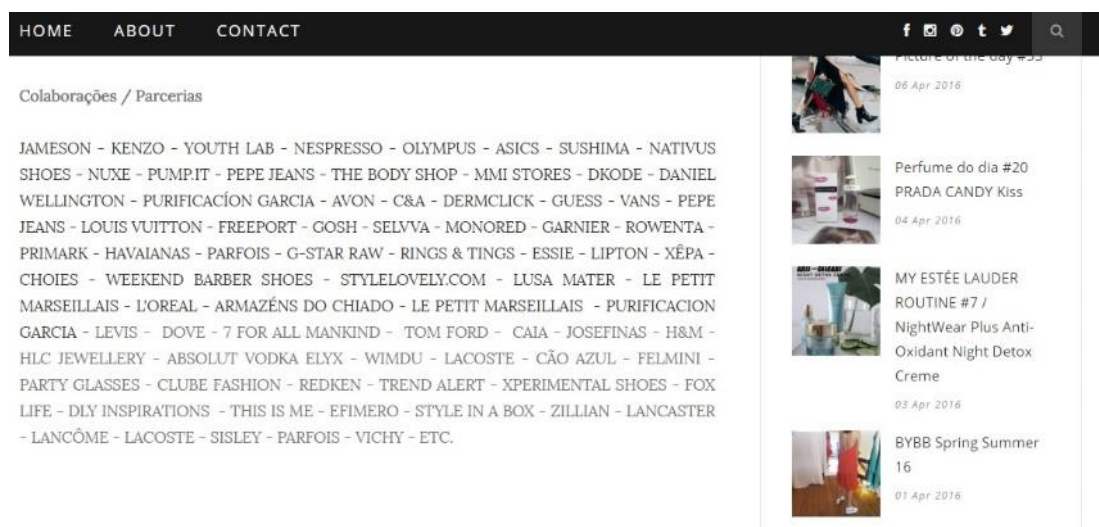 HOME ABOUT CONTACT
Colaborações / Parcerias
JAMESON - KENZO - YOUTH LAB - NESPRESSO - OLYMPUS - ASICS - SUSHIMA - NATIVUS
SHOES - NUXE - PUMP.IT - PEPE JEANS - THE BODY SHOP - MMI STORES - DKODE - DANIEL
WELLINGTON - PURIFICACÍON GARCIA - AVON - C&A - DERMCLICK - GUESS - VANS - PEPE
JEANS - LOUIS VUITTON - FREEPORT - GOSH - SELVVA - MONORED - GARNIER - ROWENTA -
PRIMARK - HAVAIANAS - PARFOIS - G-STAR RAW - RINGS & TINGS - ESSIE - LIPTON - XÊPA -
CHOIES - WEEKEND BARBER SHOES - STYLELOVELY.COM - LUSA MATER - LE PETIT
MARSEILLAIS - L'OREAL - ARMAZÉNS DO CHIADO - LE PETIT MARSEILLAIS - PURIFICACION
GARCIA - LEVIS - DOVE - 7 FOR ALL MANKIND - TOM FORD - CAIA - JOSEFINAS - H&M -
HLC JEWELLERY - ABSOLUT VODKA ELYX - WIMDU - LACOSTE - CÃO AZUL - FELMINI -
PARTY GLASSES - CLUBE FASHION - REDKEN - TREND ALERT - XPERIMENTAL SHOES - FOX
LIFE - DLY INSPIRATIONS - THIS IS ME - EFIMERO - STYLE IN A BOX - ZILLIAN - LANCASTER
- LANCÔME - LACOSTE - SISLEY - PARFOIS - VICHY - ETC.
Picture of the day #33
06 Apr 2016
Perfume do dia #20
PRADA CANDY Kiss
04 Apr 2016
MY ESTÉE LAUDER
ROUTINE #7 /
NightWear Plus Anti-
Oxidant Night Detox
Creme
03 Apr 2016
BYBB Spring Summer
16
01 Apr 2016